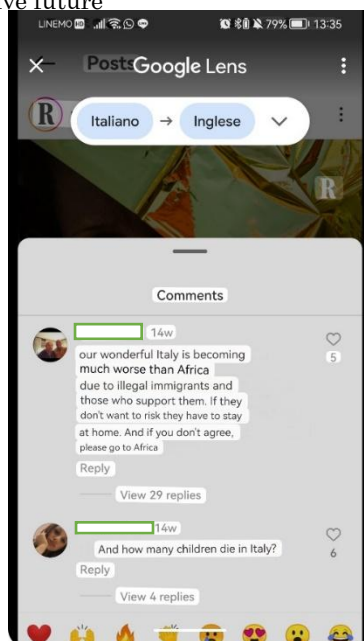 ve future
LINEMO HD 79% 13:35
Posts Google Lens
Italiano → Inglese
R
R
Comments
14w
our wonderful Italy is becoming
much worse than Africa
due to illegal immigrants and
those who support them. If they
don't want to risk they have to stay
at home. And if you don't agree,
please go to Africa
5
Reply
View 29 replies
14w
And how many children die in Italy?
6
Reply
View 4 replies